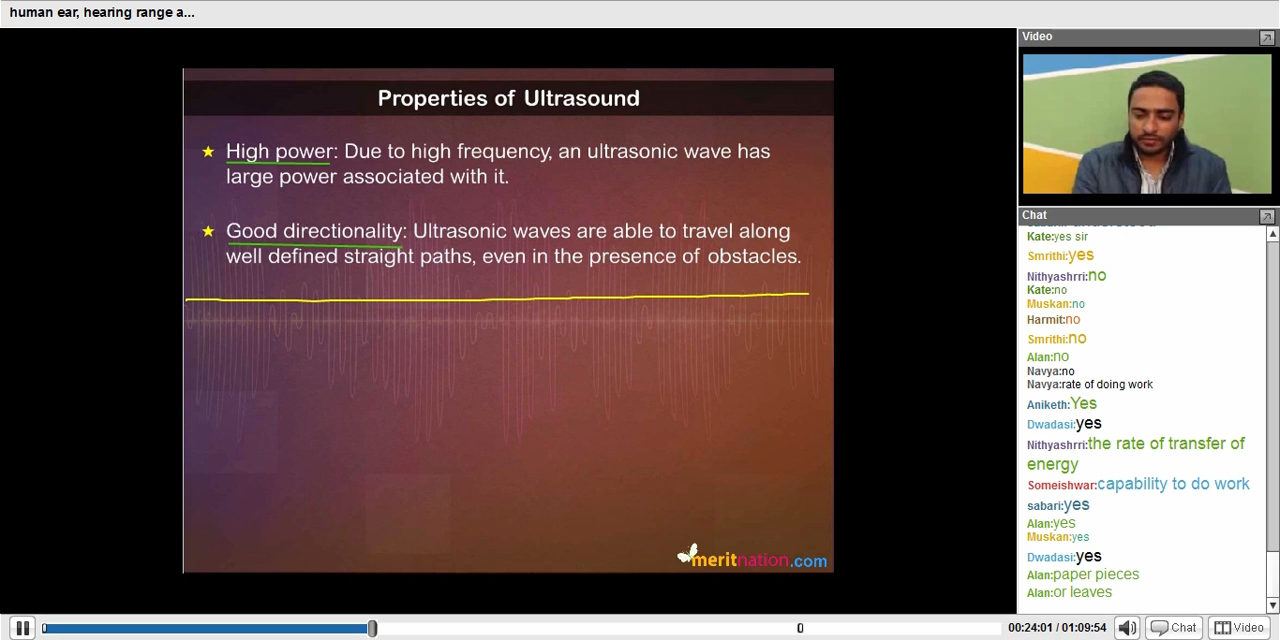 human ear, hearing range a...
Properties of Ultrasound
★ High power: Due to high frequency, an ultrasonic wave has
large power associated with it.
★ Good directionality: Ultrasonic waves are able to travel along
well defined straight paths, even in the presence of obstacles.
meritnation.com
Video
Chat
Kate:yes sir
Smrithi:yes
Nithyashrri:no
Kate:no
Muskan:no
Harmit:no
Smrithi:no
Alan:no
Navya:no
Navya:rate of doing work
Aniketh:Yes
Dwadasi:yes
Nithyashrri:the rate of transfer of
energy
Someishwar:capability to do work
sabari:yes
Alan:yes
Muskan:yes
Dwadasi:yes
Alan:paper pieces
Alan:or leaves
00:24:01 / 01:09:54
Chat
Video